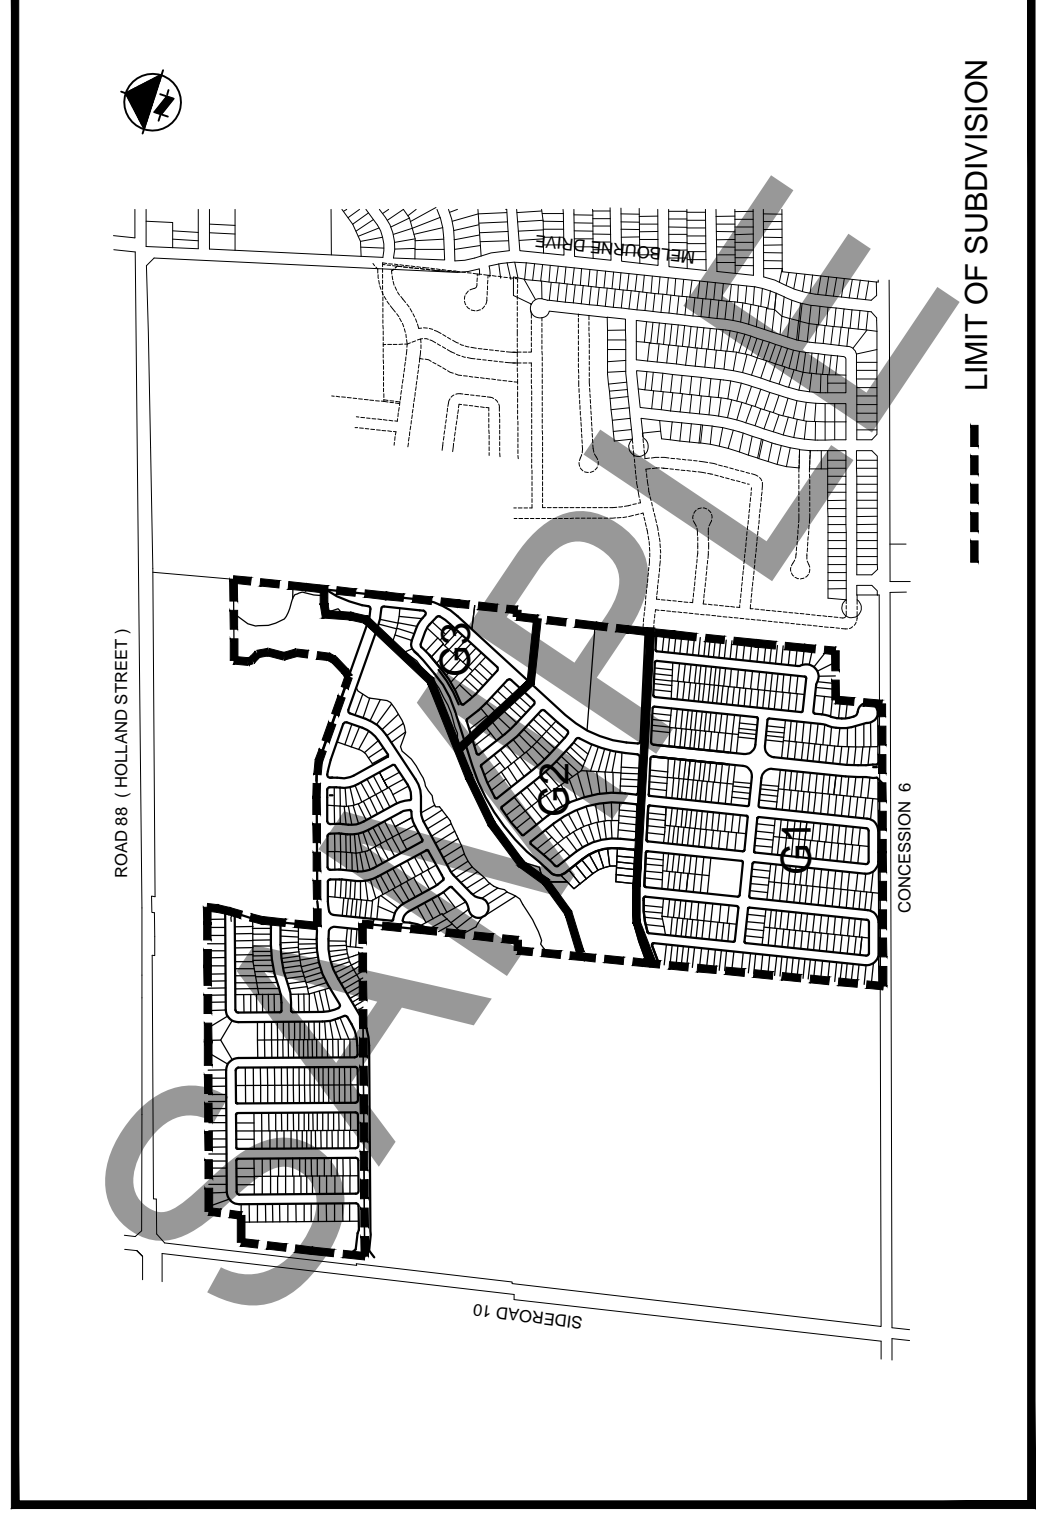 LIMIT OF SUBDIVISION
MELBOURNE DRIVE
ROAD 88 ( HOLLAND STREET )
G3
G2
G1
CONCESSION 6
SIDEROAD 10
SAMPLE